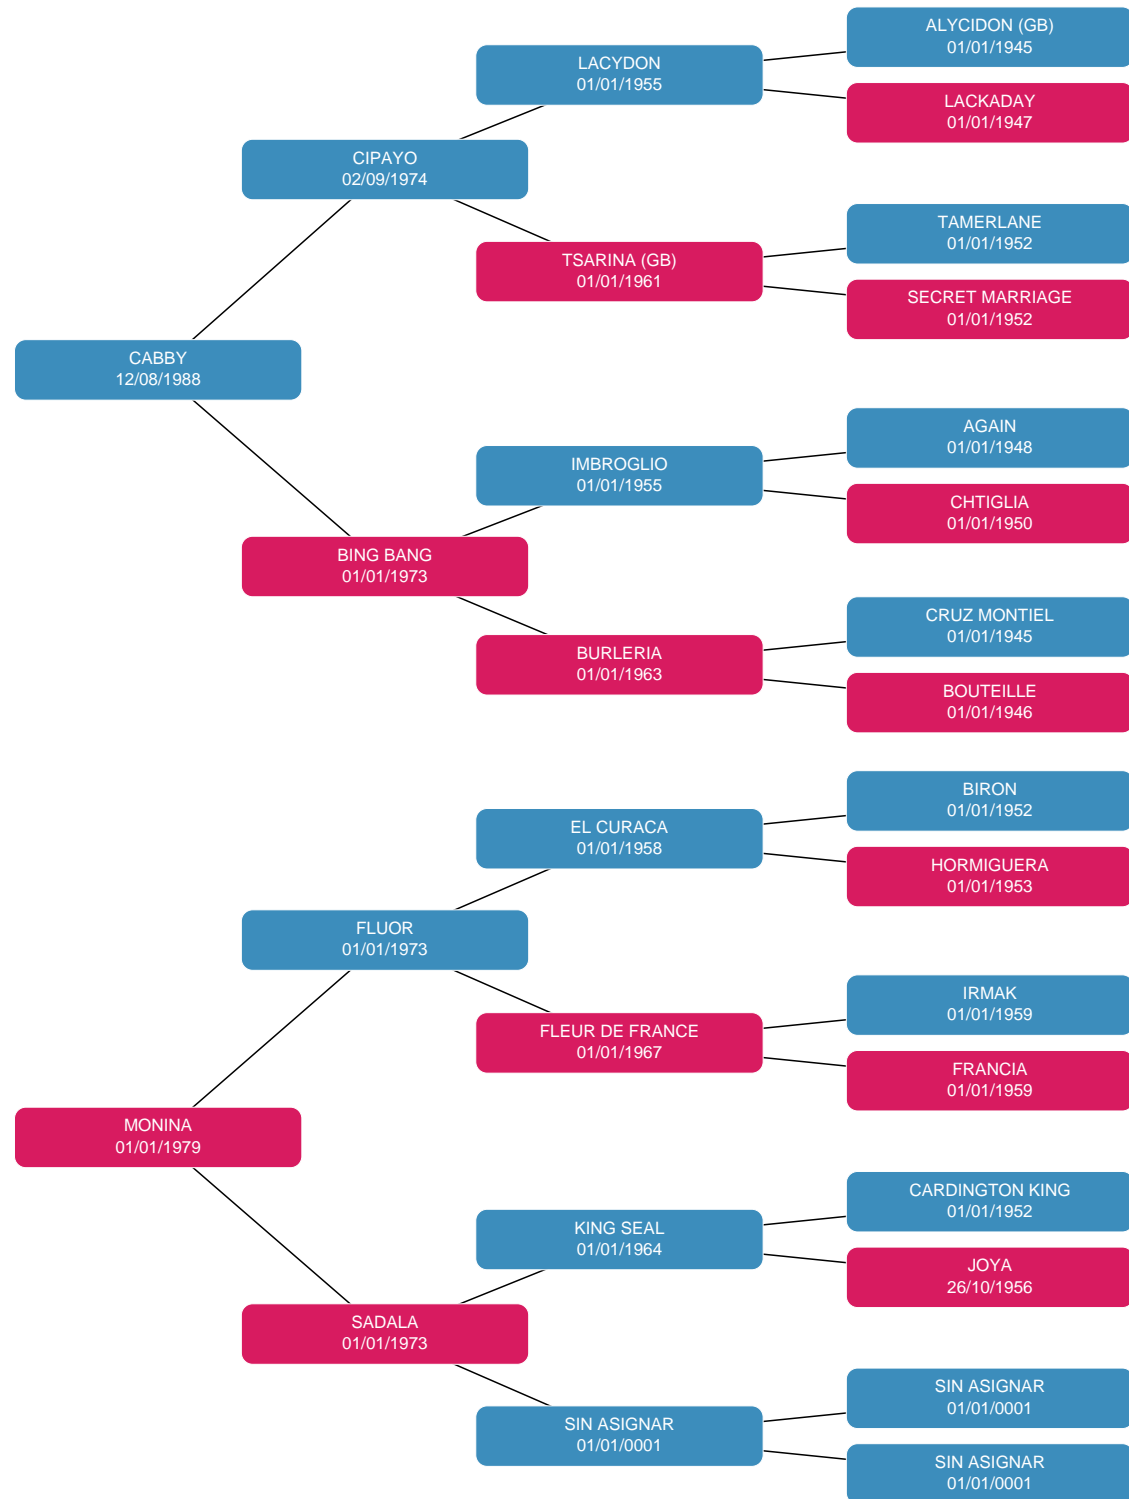 ALYCIDON (GB)
01/01/1945
LACYDON
01/01/1955
LACKADAY
01/01/1947
CIPAYO
02/09/1974
TAMERLANE
01/01/1952
TSARINA (GB)
01/01/1961
SECRET MARRIAGE
01/01/1952
CABBY
12/08/1988
AGAIN
01/01/1948
IMBROGLIO
01/01/1955
CHTIGLIA
01/01/1950
BING BANG
01/01/1973
CRUZ MONTIEL
01/01/1945
BURLERIA
01/01/1963
BOUTEILLE
01/01/1946
BIRON
01/01/1952
EL CURACA
01/01/1958
HORMIGUERA
01/01/1953
FLUOR
01/01/1973
IRMAK
01/01/1959
FLEUR DE FRANCE
01/01/1967
FRANCIA
01/01/1959
MONINA
01/01/1979
CARDINGTON KING
01/01/1952
KING SEAL
01/01/1964
JOYA
26/10/1956
SADALA
01/01/1973
SIN ASIGNAR
01/01/0001
SIN ASIGNAR
01/01/0001
SIN ASIGNAR
01/01/0001